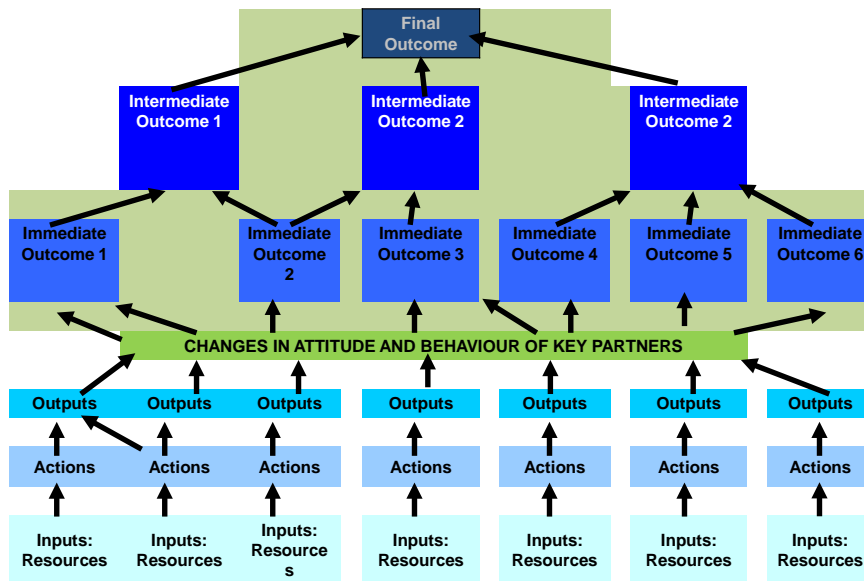 Final
Outcome
Intermediate
Outcome 1
Intermediate
Outcome 2
Intermediate
Outcome 2
Immediate
Outcome 1
Immediate
Outcome
2
Immediate
Outcome 3
Immediate
Outcome 4
Immediate
Outcome 5
Immediate
Outcome 6
CHANGES IN ATTITUDE AND BEHAVIOUR OF KEY PARTNERS
Outputs
Outputs
Outputs
Outputs
Outputs
Outputs
Outputs
Actions
Actions
Actions
Actions
Actions
Actions
Actions
Inputs:
Resources
Inputs:
Resources
Inputs:
Resource
s
Inputs:
Resources
Inputs:
Resources
Inputs:
Resources
Inputs:
Resources